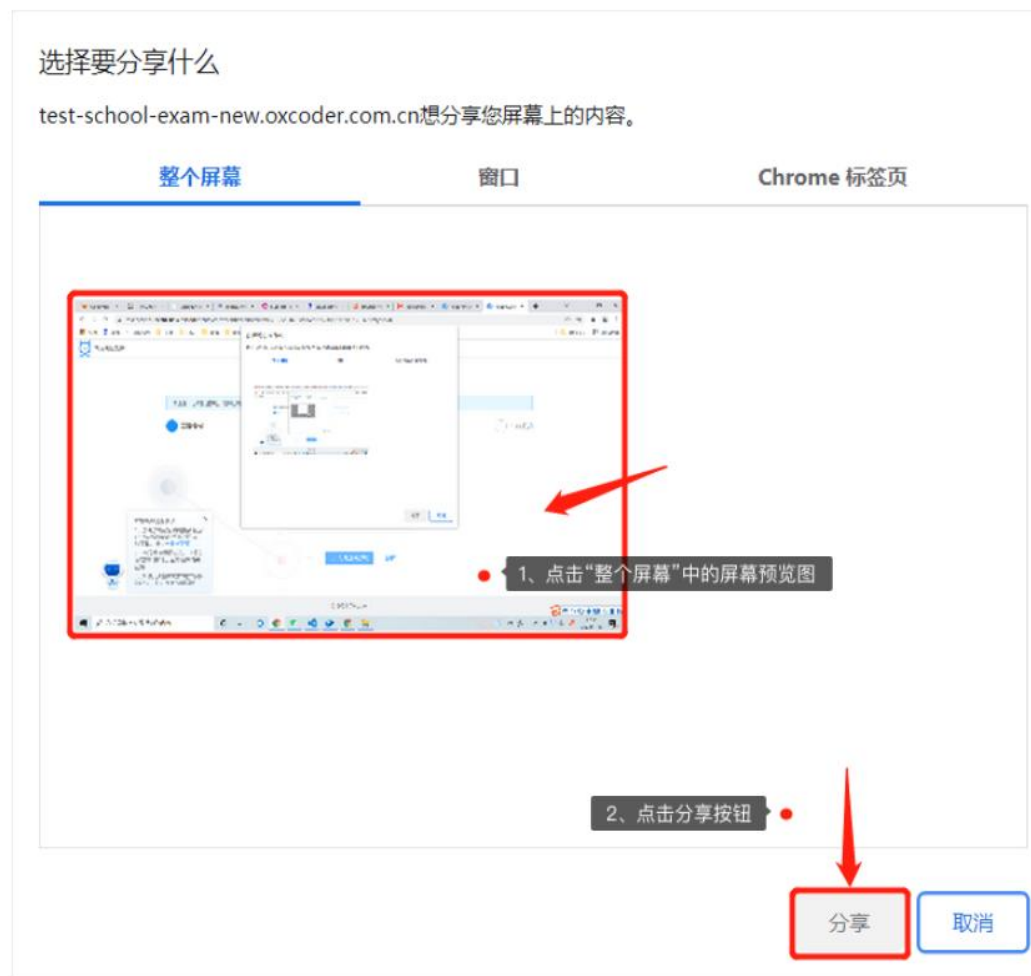 选择要分享什么
test-school-exam-new.oxcoder.com.cn想分享您屏幕上的内容。
整个屏幕
窗口
Chrome 标签页
1、点击“整个屏幕”中的屏幕预览图
2、点击分享按钮
分享
取消